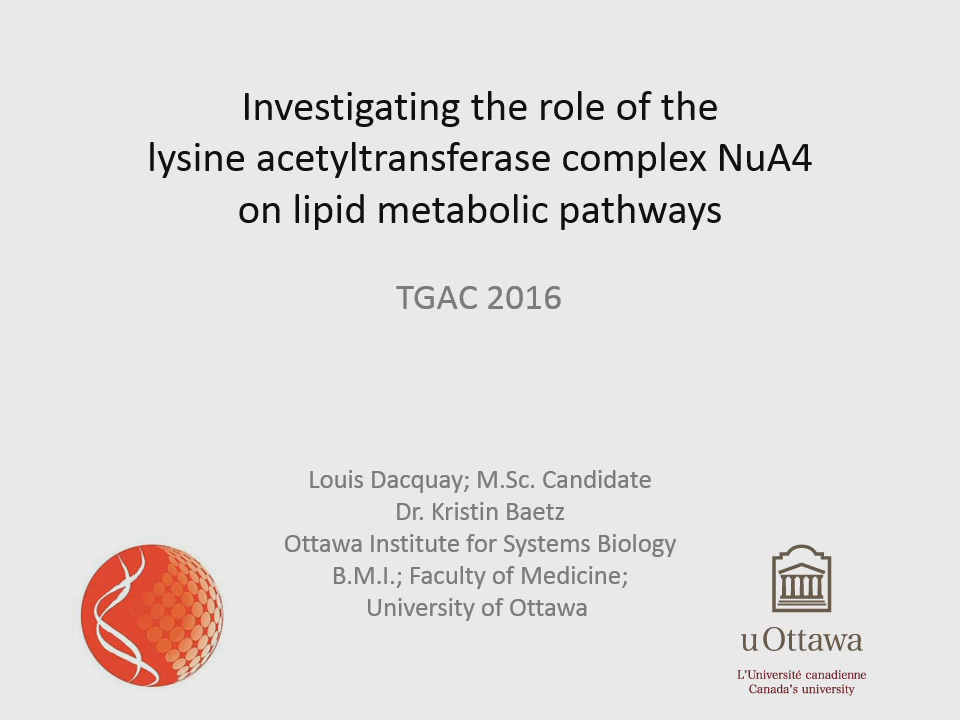 Investigating the role of the
lysine acetyltransferase complex NuA4
on lipid metabolic pathways
TGAC 2016
Louis Dacquay; M.Sc. Candidate
Dr. Kristin Baetz
Ottawa Institute for Systems Biology
B.M.I.; Faculty of Medicine;
University of Ottawa
uOttawa
L'Université canadienne
Canada's university